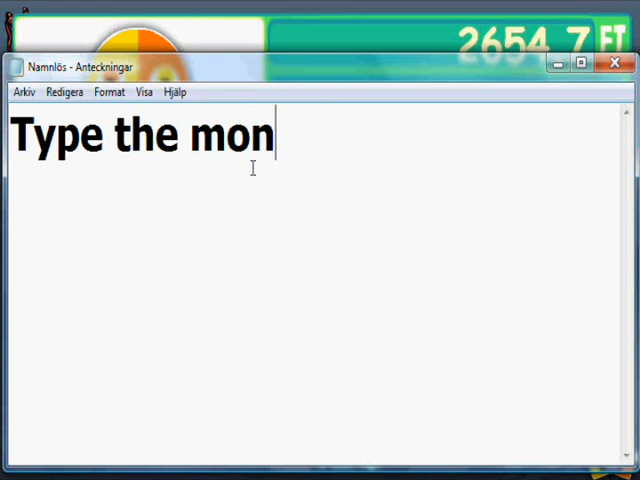 2654.7 FT
Namnlös - Anteckningar
Arkiv Redigera Format Visa Hjälp
Type the mon